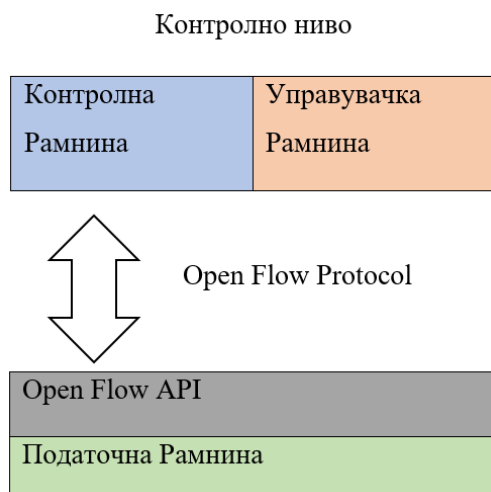 Контролно ниво
Контролна
Рамнина
Управувачка
Рамнина
Open Flow Protocol
Open Flow API
Податочна Рамнина